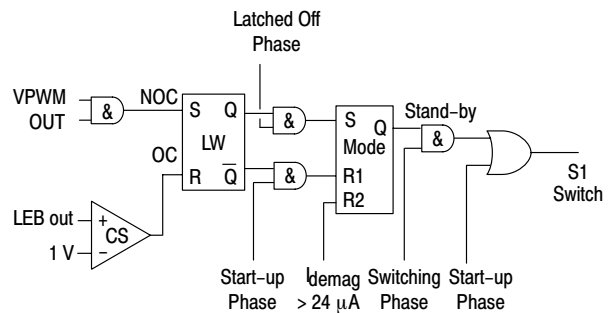 Latched Off
Phase
VPWM
OUT
&
NOC
S
Q
LW
OC
R
Q
&
&
S
Q
Mode
R1
R2
Stand-by
&
S1
Switch
LEB out
+
CS
1 V
-
Start-up
Phase
Idemag
> 24 μA
Switching
Phase
Start-up
Phase